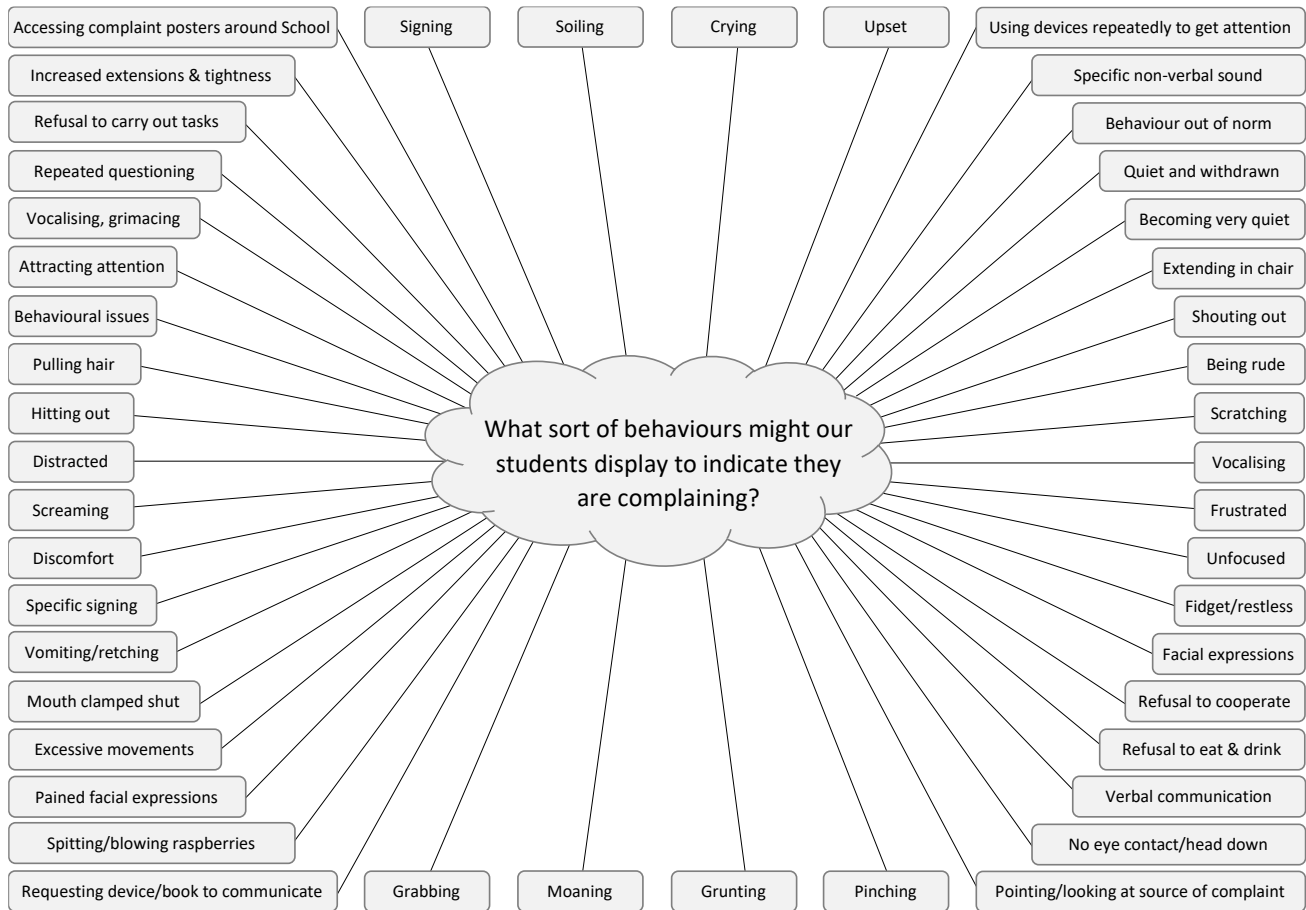 Accessing complaint posters around School
Signing
Soiling
Crying
Upset
Using devices repeatedly to get attention
Increased extensions & tightness
Specific non-verbal sound
Refusal to carry out tasks
Behaviour out of norm
Repeated questioning
Quiet and withdrawn
Vocalising, grimacing
Becoming very quiet
Attracting attention
Extending in chair
Behavioural issues
Shouting out
Pulling hair
Being rude
Hitting out
Scratching
What sort of behaviours might our
students display to indicate they
are complaining?
Distracted
Vocalising
Screaming
Frustrated
Discomfort
Unfocused
Specific signing
Fidget/restless
Vomiting/retching
Facial expressions
Mouth clamped shut
Refusal to cooperate
Excessive movements
Refusal to eat & drink
Pained facial expressions
Verbal communication
Spitting/blowing raspberries
No eye contact/head down
Requesting device/book to communicate
Grabbing
Moaning
Grunting
Pinching
Pointing/looking at source of complaint